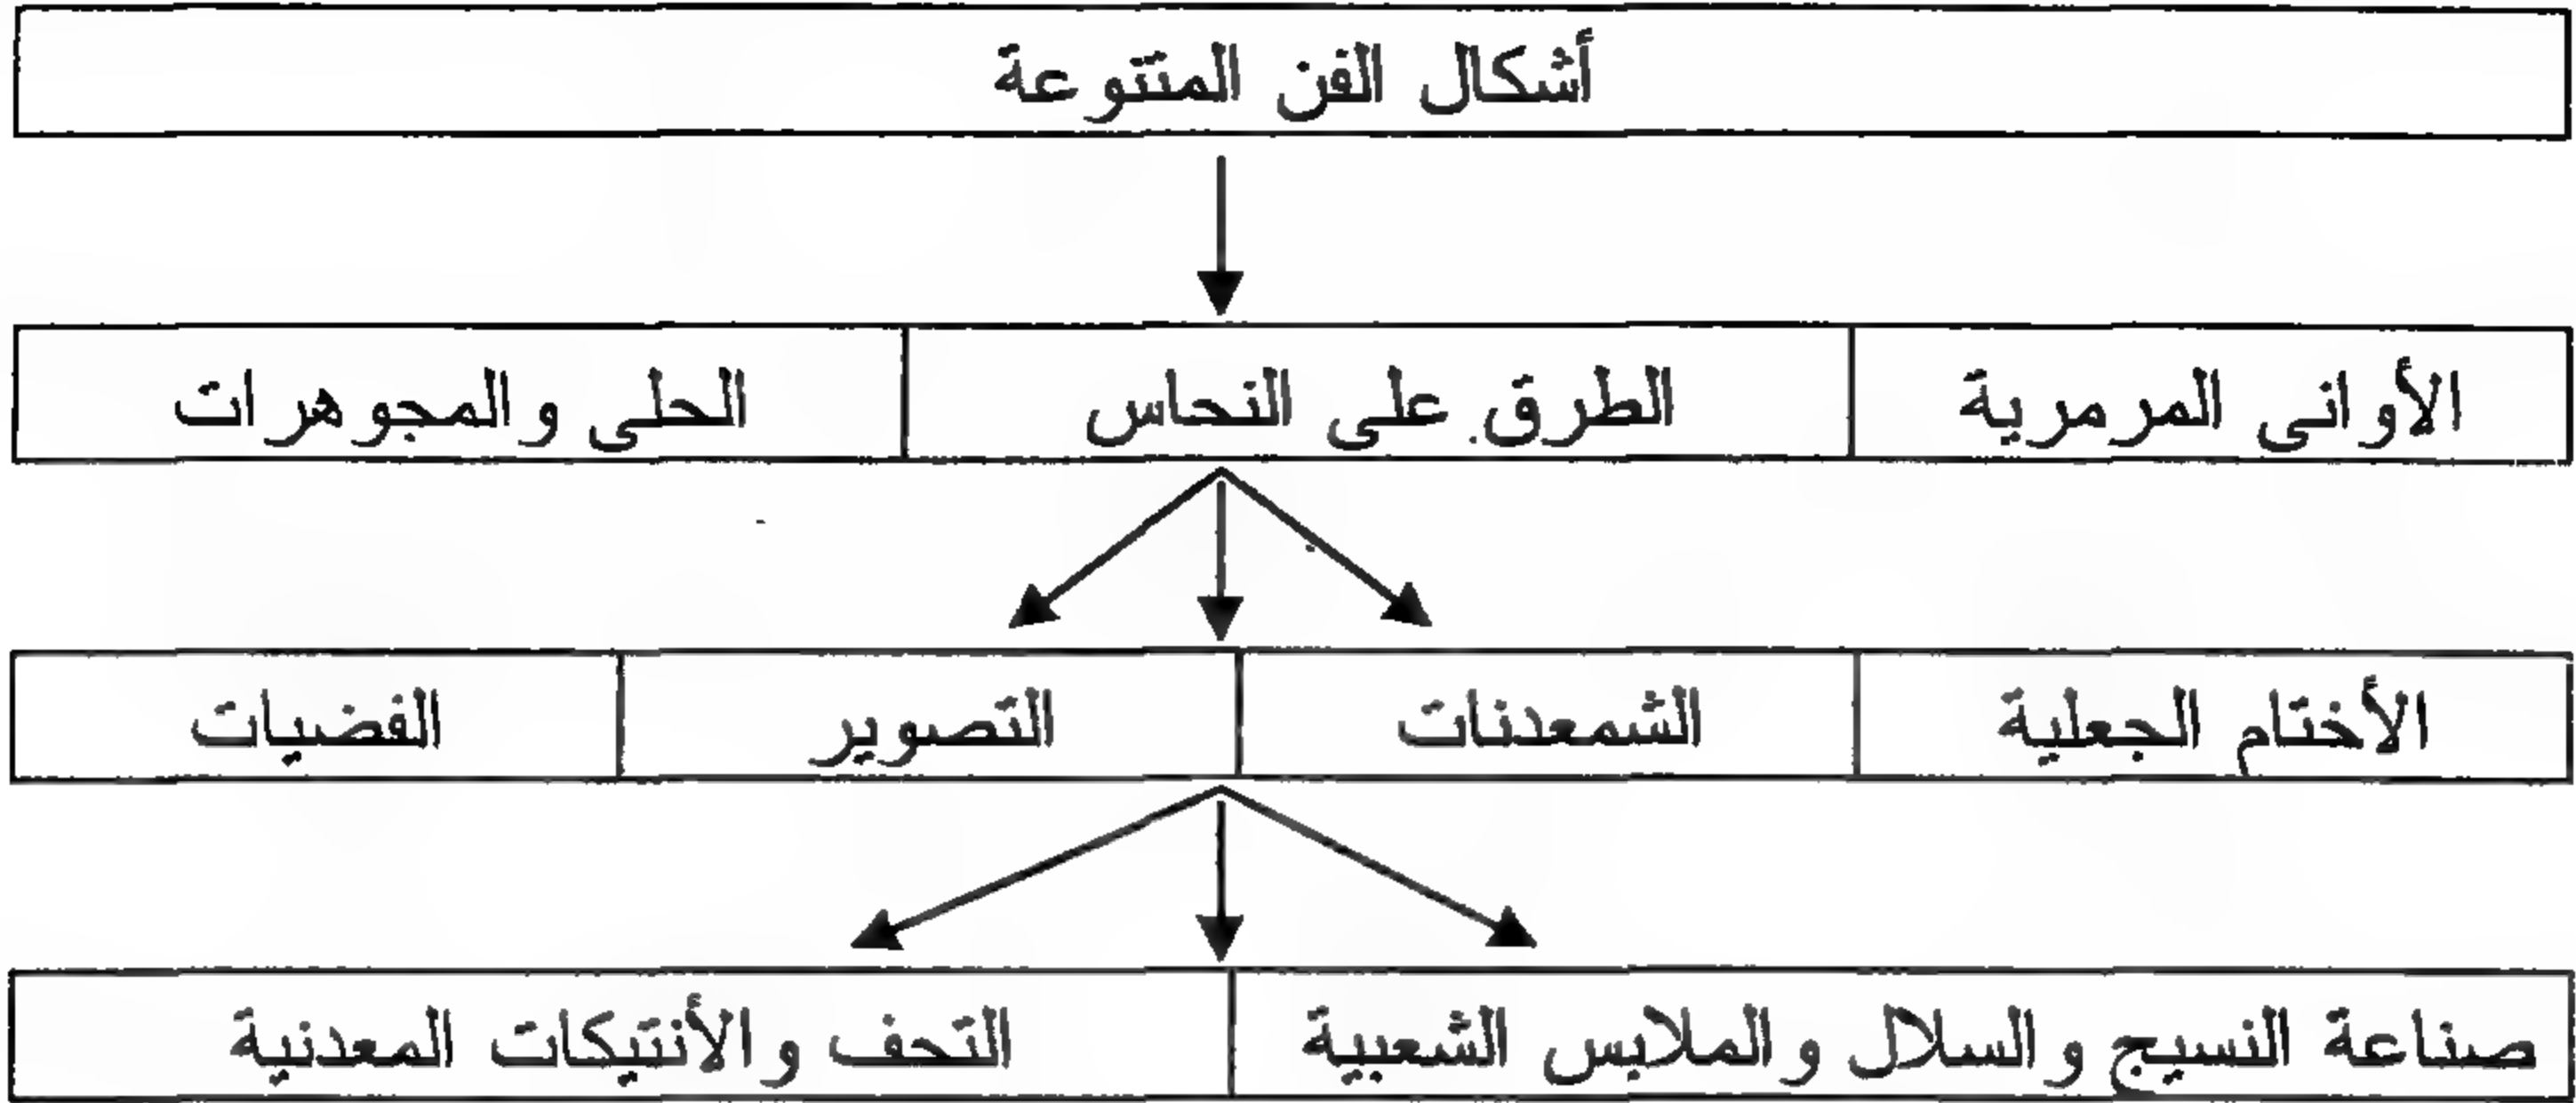 أشكال الفن المتنوعة
الأوانى المرمرية الطرق على النحاس الحلى والمجوهرات
الأختام الجعلية الشمعدنات التصوير الفضيات
صناعة النسيج والسلال والملابس الشعبية التحف والأنتيكات المعدنية